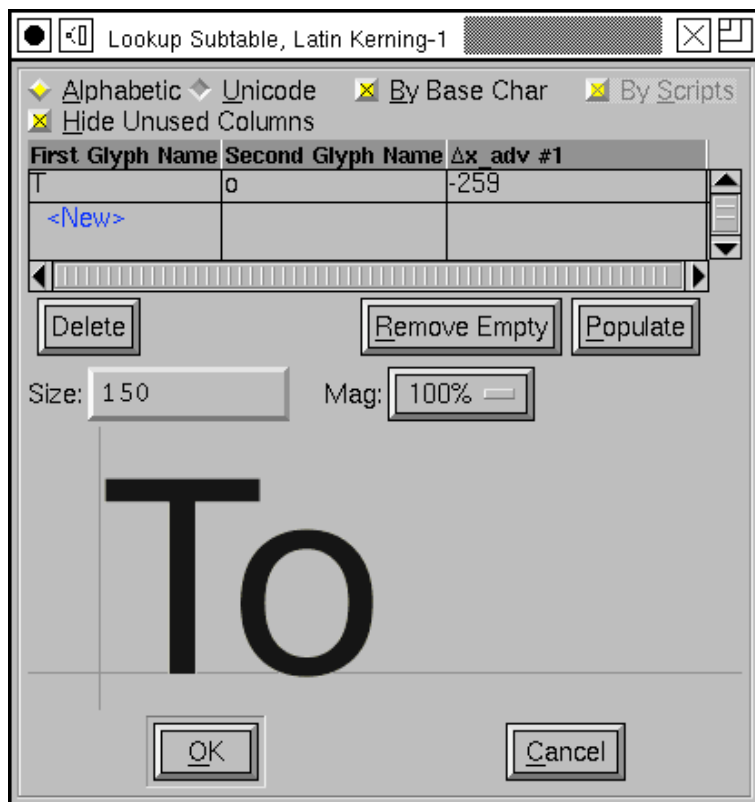 Lookup Subtable, Latin Kerning-1
Alphabetic Unicode By Base Char By Scripts
Hide Unused Columns
First Glyph Name Second Glyph Name Δx_adv #1
T o -259
<New>
Delete Remove Empty Populate
Size: 150 Mag: 100%
To
OK Cancel